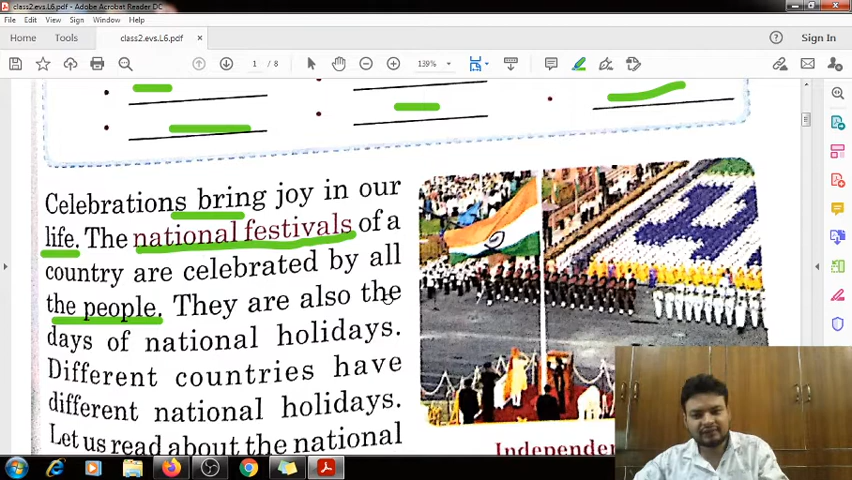 class2.evs.L6.pdf - Adobe Acrobat Reader DC
File Edit View Sign Window Help
Home Tools class2.evs.L6.pdf × Sign In
1 / 8 139%
Celebrations bring joy in our
life. The national festivals of a
country are celebrated by all
the people. They are also the
days of national holidays.
Different countries have
different national holidays.
Let us read about the national
Independen